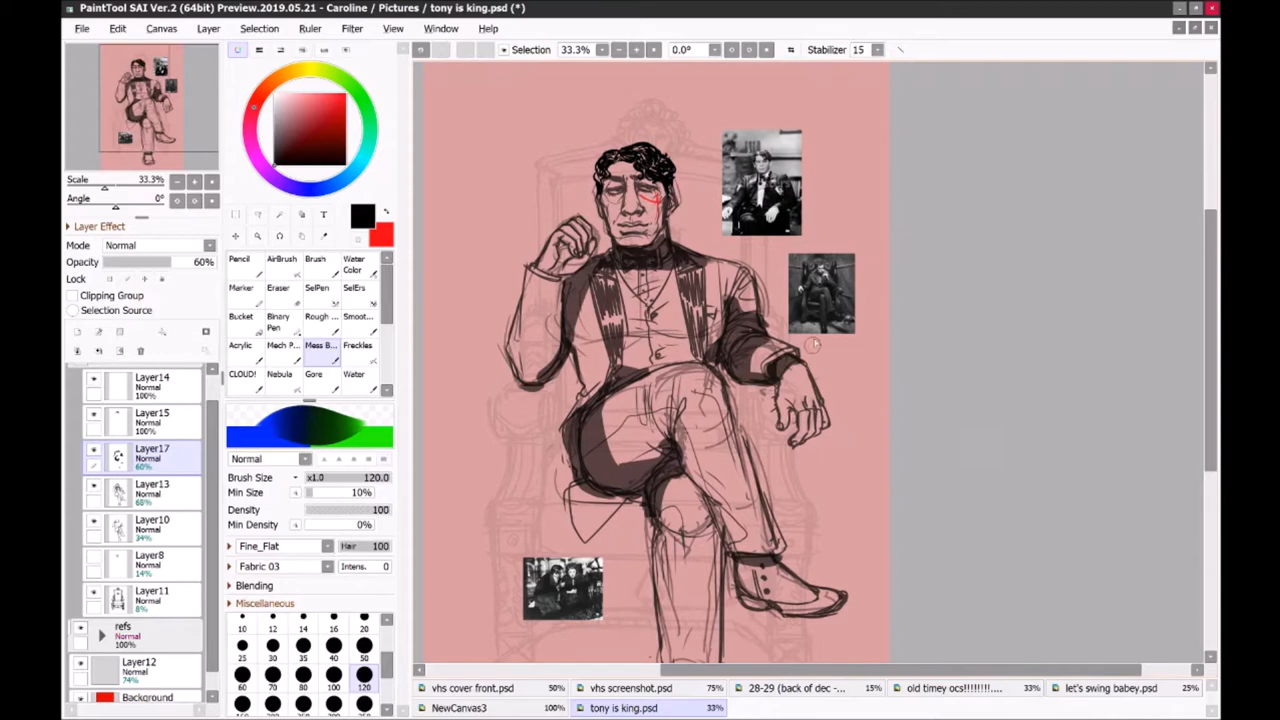 PaintTool SAI Ver.2 (64bit) Preview.2019.05.21 - Caroline / Pictures / tony is king.psd (*)
File Edit Canvas Layer Selection Ruler Filter View Window Help
Selection 33.3% 0.0° Stabilizer 15
Scale 33.3%
Angle 0°
Layer Effect
Mode Normal
Opacity 60%
Lock
Clipping Group
Selection Source
Layer14
Normal
100%
Layer15
Normal
100%
Layer17
Normal
60%
Layer13
Normal
68%
Layer10
Normal
34%
Layer8
Normal
14%
Layer11
Normal
8%
refs
Normal
100%
Layer12
Normal
74%
Background
T
Pencil AirBrush Brush Water Color
Marker Eraser SelPen SelErs
Bucket Binary Pen Rough ... Smoot...
Acrylic Mech P... Mess B... Freckles
CLOUD! Nebula Gore Water
Normal
Brush Size x1.0 120.0
Min Size 10%
Density 100
Min Density 0%
Fine_Flat Hair 100
Fabric 03 Intens. 0
Blending
Miscellaneous
10 12 14 16 20
25 30 35 40 50
60 70 80 100 120
vhs cover front.psd 50% vhs screenshot.psd 75% 28-29 (back of dec -... 15% old timey ocs!!!!!!!!... 33% let's swing babey.psd 25%
NewCanvas3 100% tony is king.psd 33%